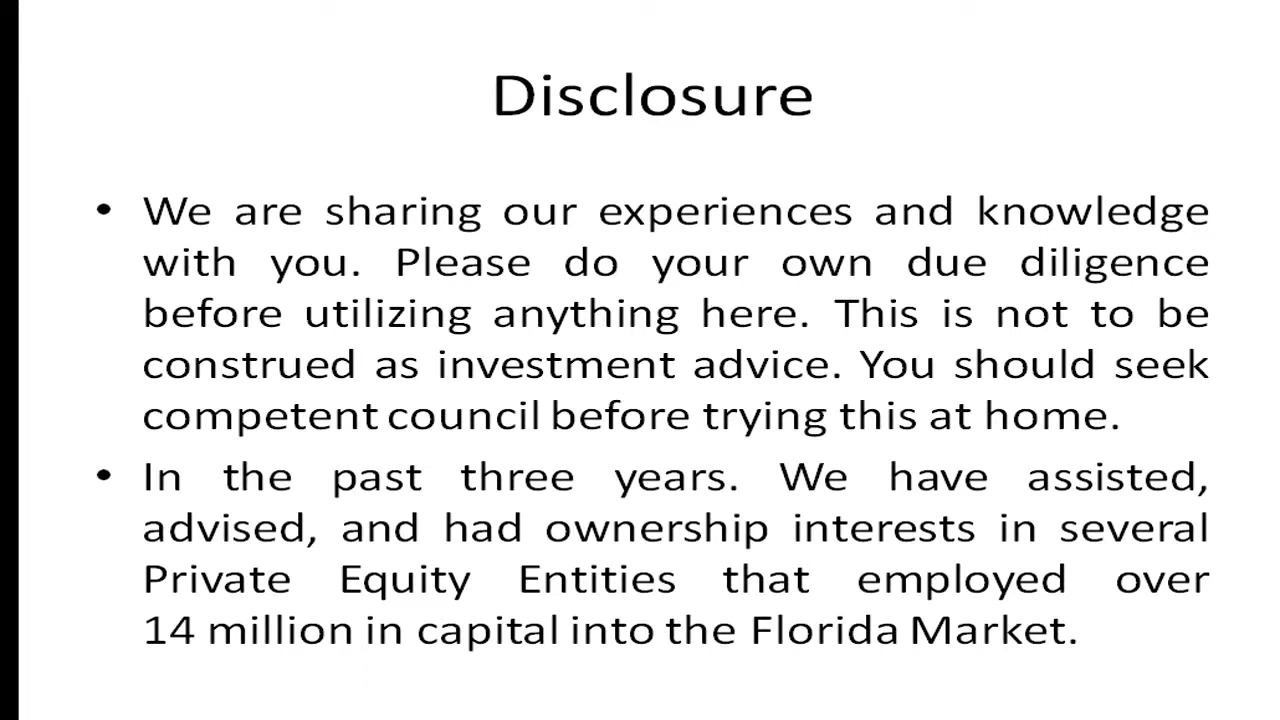 Disclosure
• We are sharing our experiences and knowledge
with you. Please do your own due diligence
before utilizing anything here. This is not to be
construed as investment advice. You should seek
competent council before trying this at home.
• In the past three years. We have assisted,
advised, and had ownership interests in several
Private Equity Entities that employed over
14 million in capital into the Florida Market.